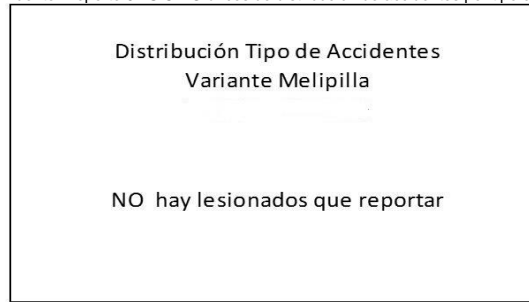 Distribución Tipo de Accidentes
Variante Melipilla
NO hay lesionados que reportar